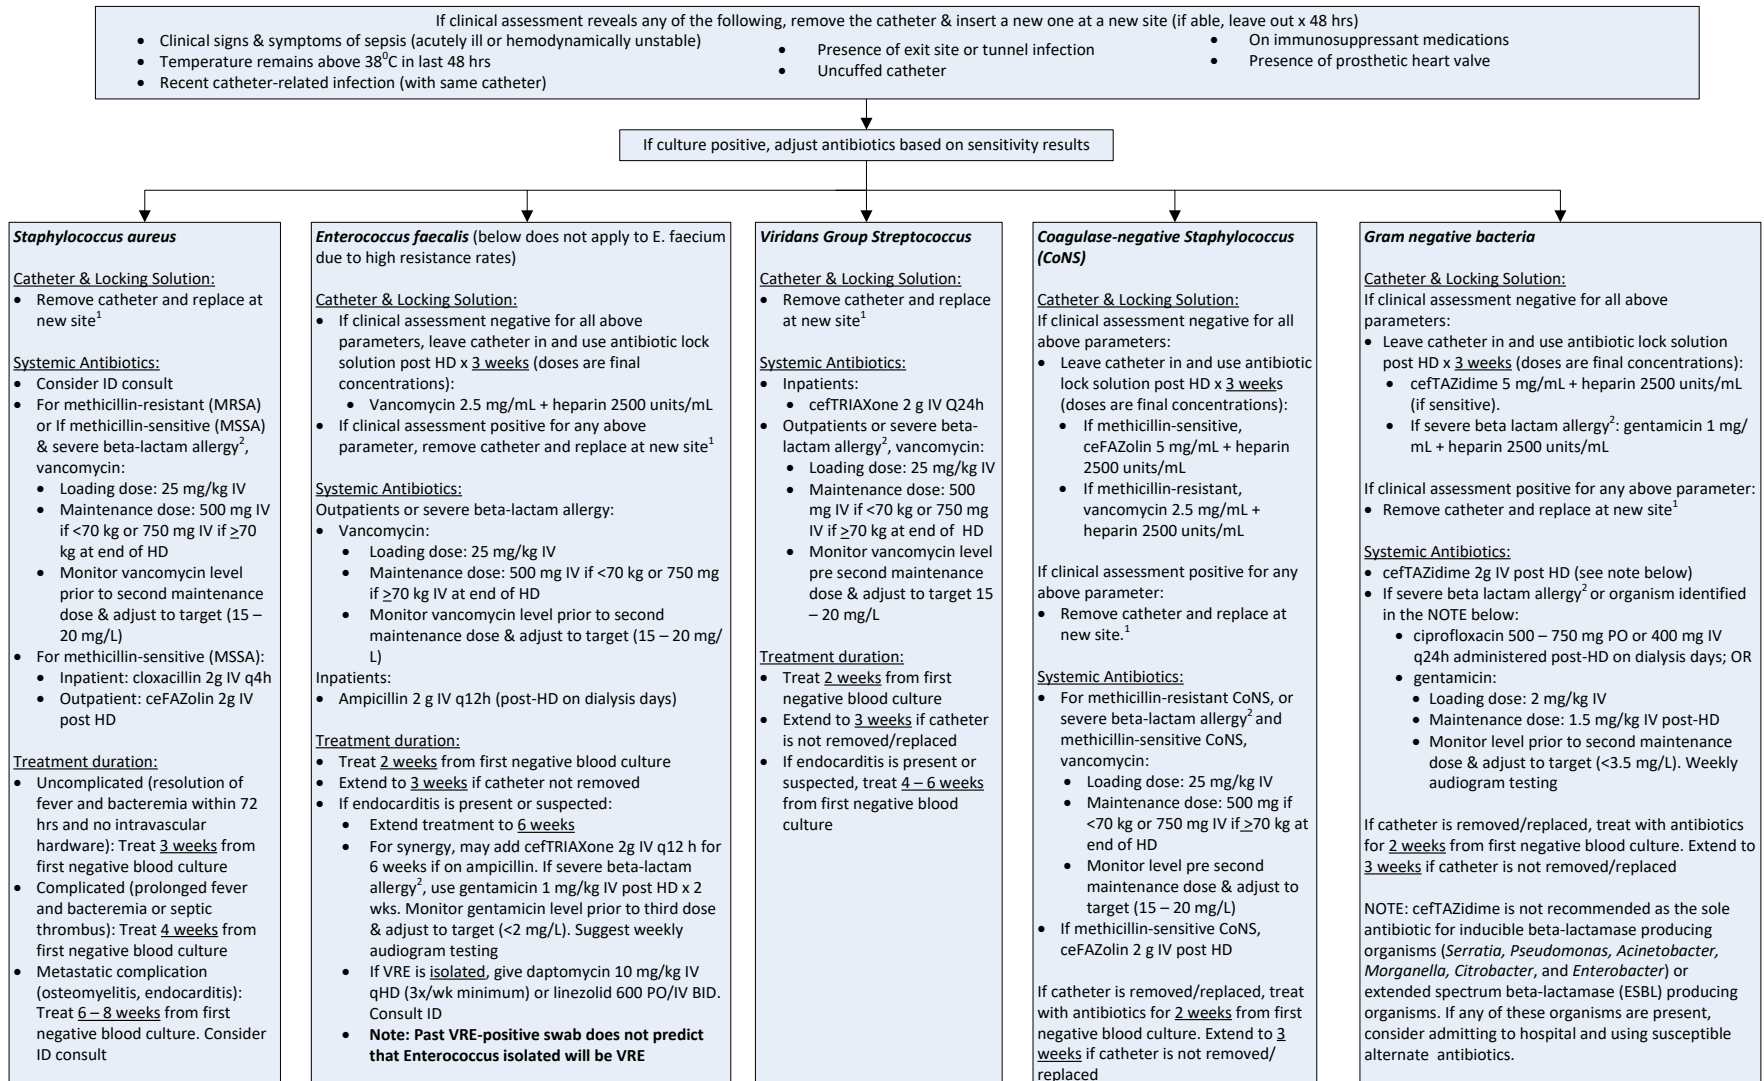 If clinical assessment reveals any of the following, remove the catheter & insert a new one at a new site (if able, leave out x 48 hrs)
• Clinical signs & symptoms of sepsis (acutely ill or hemodynamically unstable)
• Temperature remains above 38⁰C in last 48 hrs
• Recent catheter-related infection (with same catheter)
• Presence of exit site or tunnel infection
• Uncuffed catheter
• On immunosuppressant medications
• Presence of prosthetic heart valve
If culture positive, adjust antibiotics based on sensitivity results
Staphylococcus aureus
Catheter & Locking Solution:
• Remove catheter and replace at
new site¹
Systemic Antibiotics:
• Consider ID consult
• For methicillin-resistant (MRSA)
or If methicillin-sensitive (MSSA)
& severe beta-lactam allergy²,
vancomycin:
• Loading dose: 25 mg/kg IV
• Maintenance dose: 500 mg IV
if <70 kg or 750 mg IV if ≥70
kg at end of HD
• Monitor vancomycin level
prior to second maintenance
dose & adjust to target (15 –
20 mg/L)
• For methicillin-sensitive (MSSA):
• Inpatient: cloxacillin 2g IV q4h
• Outpatient: ceFAZolin 2g IV
post HD
Treatment duration:
• Uncomplicated (resolution of
fever and bacteremia within 72
hrs and no intravascular
hardware): Treat 3 weeks from
first negative blood culture
• Complicated (prolonged fever
and bacteremia or septic
thrombus): Treat 4 weeks from
first negative blood culture
• Metastatic complication
(osteomyelitis, endocarditis):
Treat 6 – 8 weeks from first
negative blood culture. Consider
ID consult
Enterococcus faecalis (below does not apply to E. faecium
due to high resistance rates)
Catheter & Locking Solution:
• If clinical assessment negative for all above
parameters, leave catheter in and use antibiotic lock
solution post HD x 3 weeks (doses are final
concentrations):
• Vancomycin 2.5 mg/mL + heparin 2500 units/mL
• If clinical assessment positive for any above
parameter, remove catheter and replace at new site¹
Systemic Antibiotics:
Outpatients or severe beta-lactam allergy:
• Vancomycin:
• Loading dose: 25 mg/kg IV
• Maintenance dose: 500 mg IV if <70 kg or 750 mg
if ≥70 kg IV at end of HD
• Monitor vancomycin level prior to second
maintenance dose & adjust to target (15 – 20 mg/
L)
Inpatients:
• Ampicillin 2 g IV q12h (post-HD on dialysis days)
Treatment duration:
• Treat 2 weeks from first negative blood culture
• Extend to 3 weeks if catheter not removed
• If endocarditis is present or suspected:
• Extend treatment to 6 weeks
• For synergy, may add cefTRIAXone 2g IV q12 h for
6 weeks if on ampicillin. If severe beta-lactam
allergy², use gentamicin 1 mg/kg IV post HD x 2
wks. Monitor gentamicin level prior to third dose
& adjust to target (<2 mg/L). Suggest weekly
audiogram testing
• If VRE is isolated, give daptomycin 10 mg/kg IV
qHD (3x/wk minimum) or linezolid 600 PO/IV BID.
Consult ID
• Note: Past VRE-positive swab does not predict
that Enterococcus isolated will be VRE
Viridans Group Streptococcus
Catheter & Locking Solution:
• Remove catheter and replace
at new site¹
Systemic Antibiotics:
• Inpatients:
• cefTRIAXone 2 g IV Q24h
• Outpatients or severe beta-
lactam allergy², vancomycin:
• Loading dose: 25 mg/kg IV
• Maintenance dose: 500
mg IV if <70 kg or 750 mg
IV if ≥70 kg at end of HD
• Monitor vancomycin level
pre second maintenance
dose & adjust to target 15
– 20 mg/L
Treatment duration:
• Treat 2 weeks from first
negative blood culture
• Extend to 3 weeks if catheter
is not removed/replaced
• If endocarditis is present or
suspected, treat 4 – 6 weeks
from first negative blood
culture
Coagulase-negative Staphylococcus
(CoNS)
Catheter & Locking Solution:
If clinical assessment negative for all
above parameters:
• Leave catheter in and use antibiotic
lock solution post HD x 3 weeks
(doses are final concentrations):
• If methicillin-sensitive,
ceFAZolin 5 mg/mL + heparin
2500 units/mL
• If methicillin-resistant,
vancomycin 2.5 mg/mL +
heparin 2500 units/mL
If clinical assessment positive for any
above parameter:
• Remove catheter and replace at
new site.¹
Systemic Antibiotics:
• For methicillin-resistant CoNS, or
severe beta-lactam allergy² and
methicillin-sensitive CoNS,
vancomycin:
• Loading dose: 25 mg/kg IV
• Maintenance dose: 500 mg if
<70 kg or 750 mg IV if ≥70 kg at
end of HD
• Monitor level pre second
maintenance dose & adjust to
target (15 – 20 mg/L)
• If methicillin-sensitive CoNS,
ceFAZolin 2 g IV post HD
If catheter is removed/replaced, treat
with antibiotics for 2 weeks from first
negative blood culture. Extend to 3
weeks if catheter is not removed/
replaced
Gram negative bacteria
Catheter & Locking Solution:
If clinical assessment negative for all above
parameters:
• Leave catheter in and use antibiotic lock solution
post HD x 3 weeks (doses are final concentrations):
• cefTAZidime 5 mg/mL + heparin 2500 units/mL
(if sensitive).
• If severe beta lactam allergy²: gentamicin 1 mg/
mL + heparin 2500 units/mL
If clinical assessment positive for any above parameter:
• Remove catheter and replace at new site¹
Systemic Antibiotics:
• cefTAZidime 2g IV post HD (see note below)
• If severe beta lactam allergy² or organism identified
in the NOTE below:
• ciprofloxacin 500 – 750 mg PO or 400 mg IV
q24h administered post-HD on dialysis days; OR
• gentamicin:
• Loading dose: 2 mg/kg IV
• Maintenance dose: 1.5 mg/kg IV post-HD
• Monitor level prior to second maintenance
dose & adjust to target (<3.5 mg/L). Weekly
audiogram testing
If catheter is removed/replaced, treat with antibiotics
for 2 weeks from first negative blood culture. Extend to
3 weeks if catheter is not removed/replaced
NOTE: cefTAZidime is not recommended as the sole
antibiotic for inducible beta-lactamase producing
organisms (Serratia, Pseudomonas, Acinetobacter,
Morganella, Citrobacter, and Enterobacter) or
extended spectrum beta-lactamase (ESBL) producing
organisms. If any of these organisms are present,
consider admitting to hospital and using susceptible
alternate antibiotics.